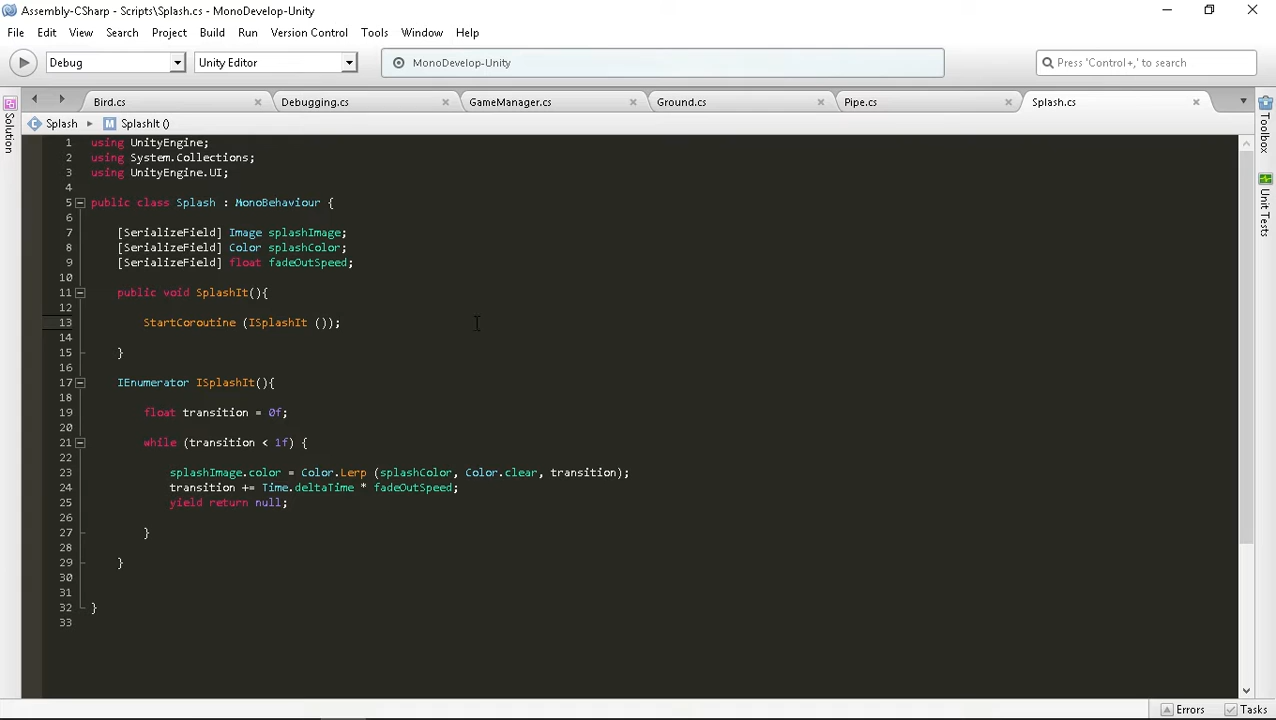 Assembly-CSharp - Scripts\Splash.cs - MonoDevelop-Unity
File Edit View Search Project Build Run Version Control Tools Window Help
Debug Unity Editor MonoDevelop-Unity Press 'Control+,' to search
Bird.cs Debugging.cs GameManager.cs Ground.cs Pipe.cs Splash.cs
Splash M SplashIt ()
Solution
Toolbox
Unit Tests
1 using UnityEngine;
2 using System.Collections;
3 using UnityEngine.UI;
4
5 public class Splash : MonoBehaviour {
6
7 [SerializeField] Image splashImage;
8 [SerializeField] Color splashColor;
9 [SerializeField] float fadeOutSpeed;
10
11 public void SplashIt(){
12
13 StartCoroutine (ISplashIt ());
14
15 }
16
17 IEnumerator ISplashIt(){
18
19 float transition = 0f;
20
21 while (transition < 1f) {
22
23 splashImage.color = Color.Lerp (splashColor, Color.clear, transition);
24 transition += Time.deltaTime * fadeOutSpeed;
25 yield return null;
26
27 }
28
29 }
30
31
32 }
33
Errors Tasks